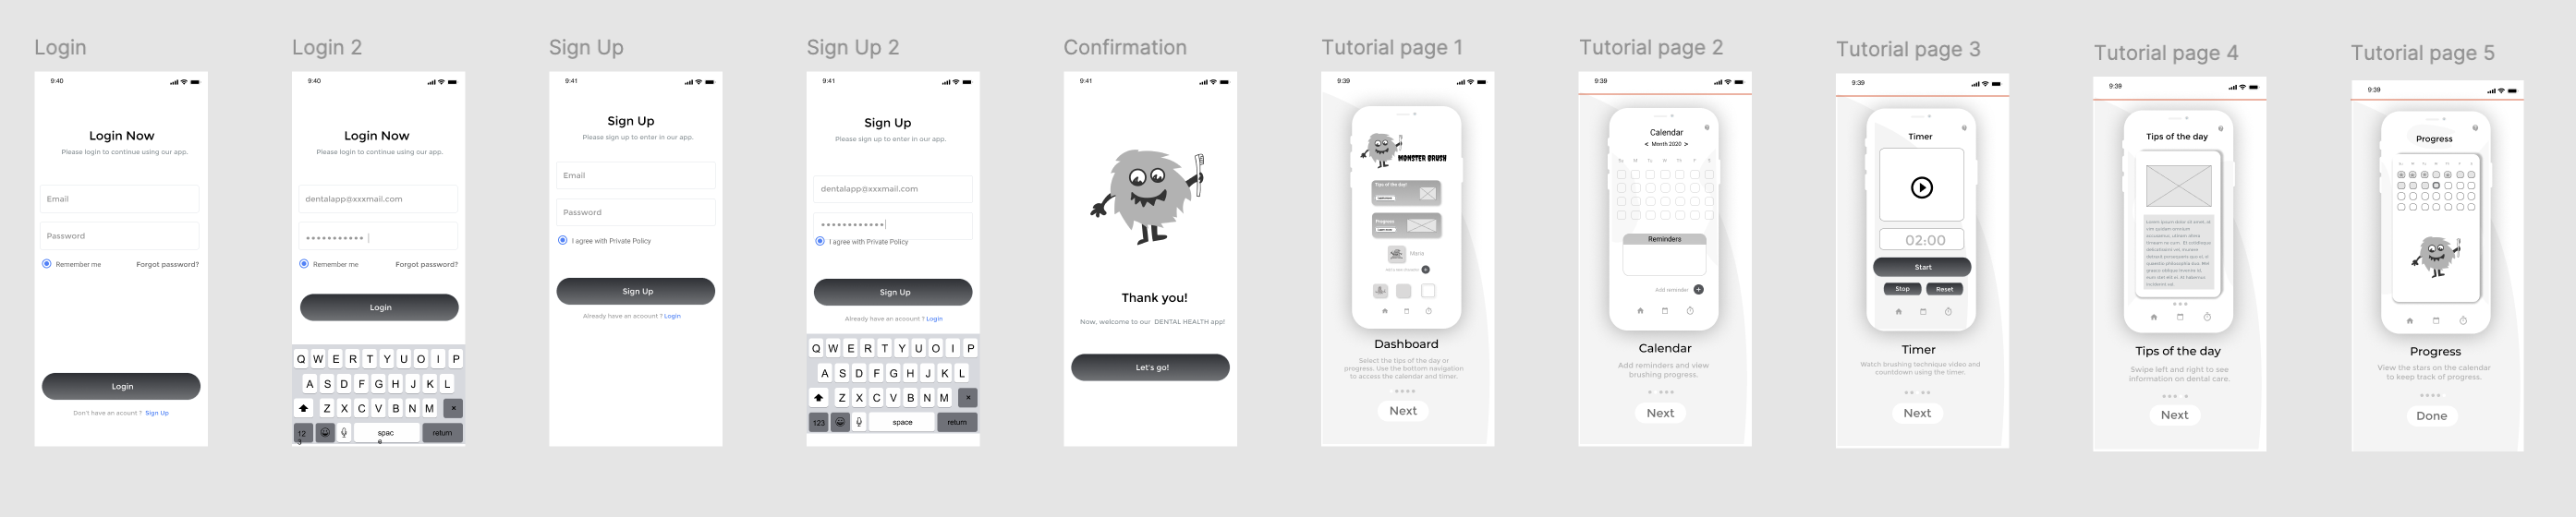 Login
9:40
Login Now
Please login to continue using our app.
Email
Password
Remember me Forgot password?
Login
Don't have an acount ? Sign Up
Login 2
9:40
Login Now
Please login to continue using our app.
dentalapp@xxxmail.com
Remember me Forgot password?
Login
Q W E R T Y U O I P
A S D F G H J K L
Z X C V B N M
123 space return
Sign Up
9:41
Sign Up
Please sign up to enter in our app.
Email
Password
I agree with Private Policy
Sign Up
Already have an acoount ? Login
Sign Up 2
9:41
Sign Up
Please sign up to enter in our app.
dentalapp@xxxmail.com
I agree with Private Policy
Sign Up
Already have an acoount ? Login
Q W E R T Y U O I P
A S D F G H J K L
Z X C V B N M
123 space return
Confirmation
9:41
Thank you!
Now, welcome to our DENTAL HEALTH app!
Let's go!
Tutorial page 1
9:39
MONSTER BRUSH
Tips of the day!
Progress
Maria
Dashboard
Select the tips of the day or
progress. Use the bottom navigation
to access the calendar and timer.
Next
Tutorial page 2
9:39
Calendar
< Month 2020 >
Su M Tu W Th F S
Reminders
Add reminder
Calendar
Add reminders and view
brushing progress.
Next
Tutorial page 3
9:39
Timer
02:00
Start
Stop Reset
Timer
Watch brushing technique video and
countdown using the timer.
Next
Tutorial page 4
9:39
Tips of the day
Tips of the day
Swipe left and right to see
information on dental care.
Next
Tutorial page 5
9:39
Progress
Progress
View the stars on the calendar
to keep track of progress.
Done